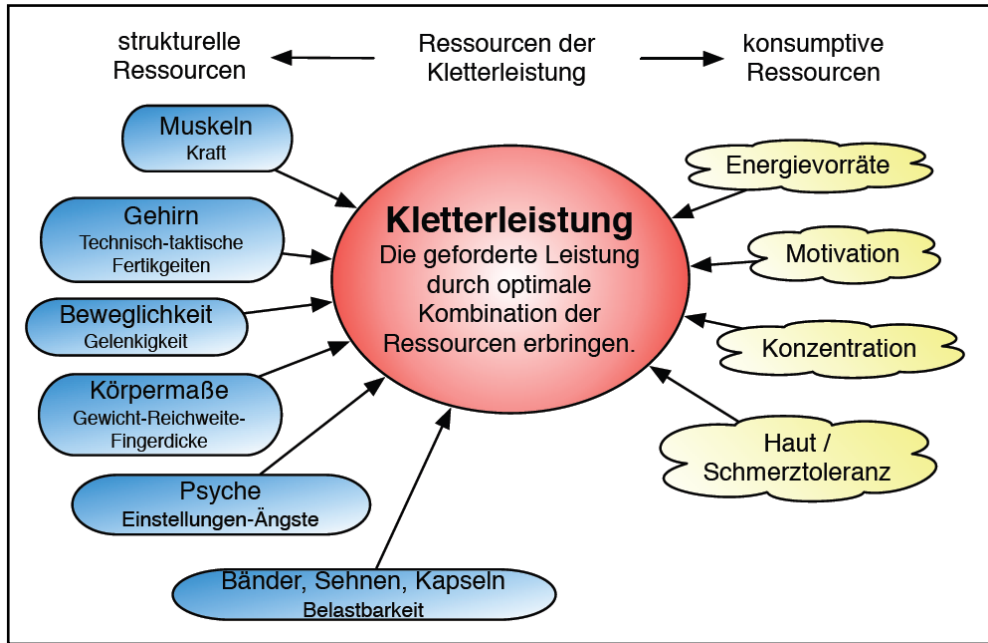 strukturelle
Ressourcen
Ressourcen der
Kletterleistung
konsumptive
Ressourcen
Muskeln
Kraft
Gehirn
Technisch-taktische
Fertikgeiten
Beweglichkeit
Gelenkigkeit
Körpermaße
Gewicht-Reichweite-
Fingerdicke
Psyche
Einstellungen-Ängste
Bänder, Sehnen, Kapseln
Belastbarkeit
Kletterleistung
Die geforderte Leistung
durch optimale
Kombination der
Ressourcen erbringen.
Energievorräte
Motivation
Konzentration
Haut /
Schmerztoleranz